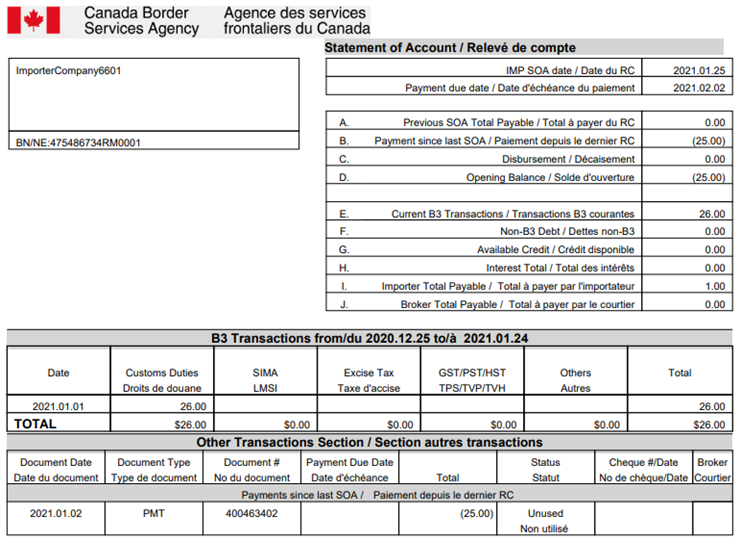 Canada Border Agence des services
Services Agency frontaliers du Canada
Statement of Account / Relevé de compte
ImporterCompany6601
BN/NE:475486734RM0001
IMP SOA date / Date du RC 2021.01.25
Payment due date / Date d'échéance du paiement 2021.02.02
A. Previous SOA Total Payable / Total à payer du RC 0.00
B. Payment since last SOA / Paiement depuis le dernier RC (25.00)
C. Disbursement / Décaisement 0.00
D. Opening Balance / Solde d'ouverture (25.00)
E. Current B3 Transactions / Transactions B3 courantes 26.00
F. Non-B3 Debt / Dettes non-B3 0.00
G. Available Credit / Crédit disponible 0.00
H. Interest Total / Total des intérêts 0.00
I. Importer Total Payable / Total à payer par l'importateur 1.00
J. Broker Total Payable / Total à payer par le courtier 0.00
B3 Transactions from/du 2020.12.25 to/à 2021.01.24
Date Customs Duties SIMA Excise Tax GST/PST/HST Others Total
Droits de douane LMSI Taxe d'accise TPS/TVP/TVH Autres
2021.01.01 26.00 26.00
TOTAL $26.00 $0.00 $0.00 $0.00 $0.00 $26.00
Other Transactions Section / Section autres transactions
Document Date Document Type Document # Payment Due Date Total Status Cheque #/Date Broker
Date du document Type de document No du document Date d'échéance Statut No de chèque/Date Courtier
Payments since last SOA / Paiement depuis le dernier RC
2021.01.02 PMT 400463402 (25.00) Unused
Non utilisé